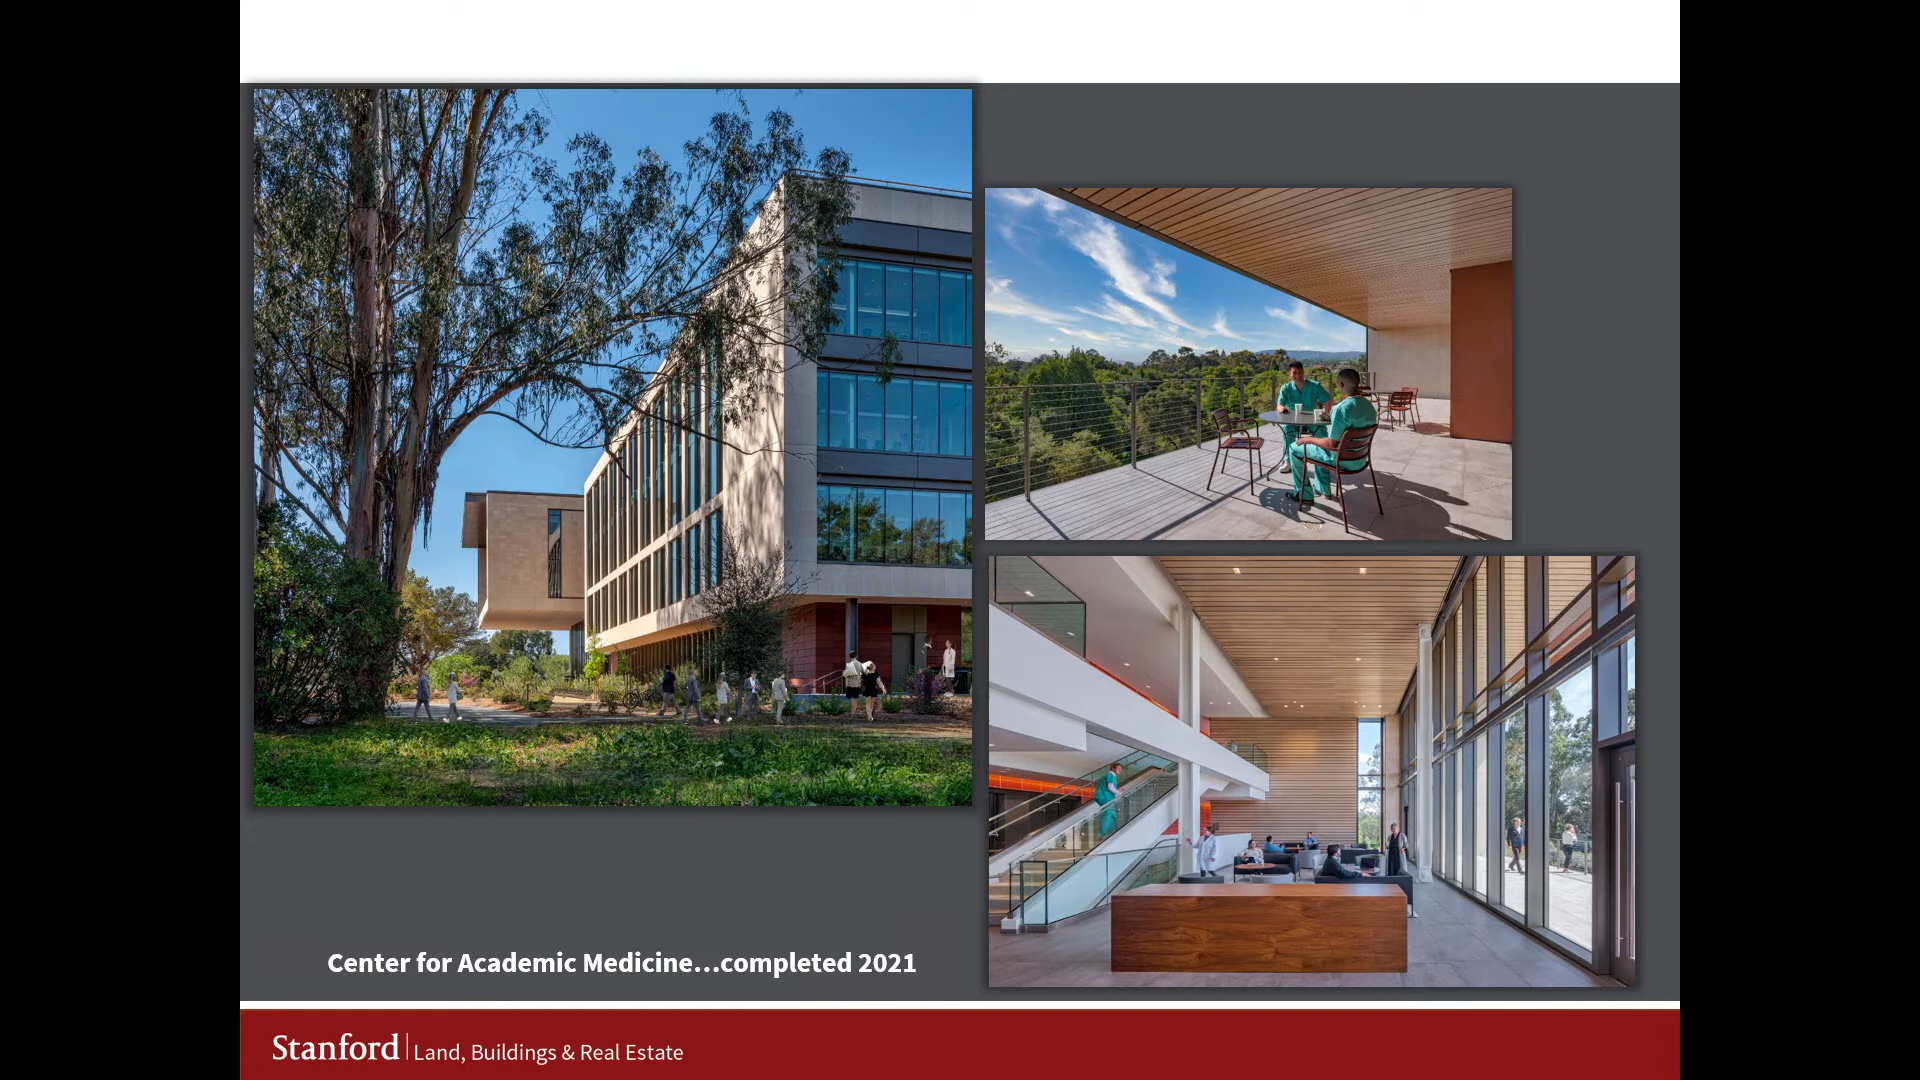 Center for Academic Medicine...completed 2021
Stanford | Land, Buildings & Real Estate